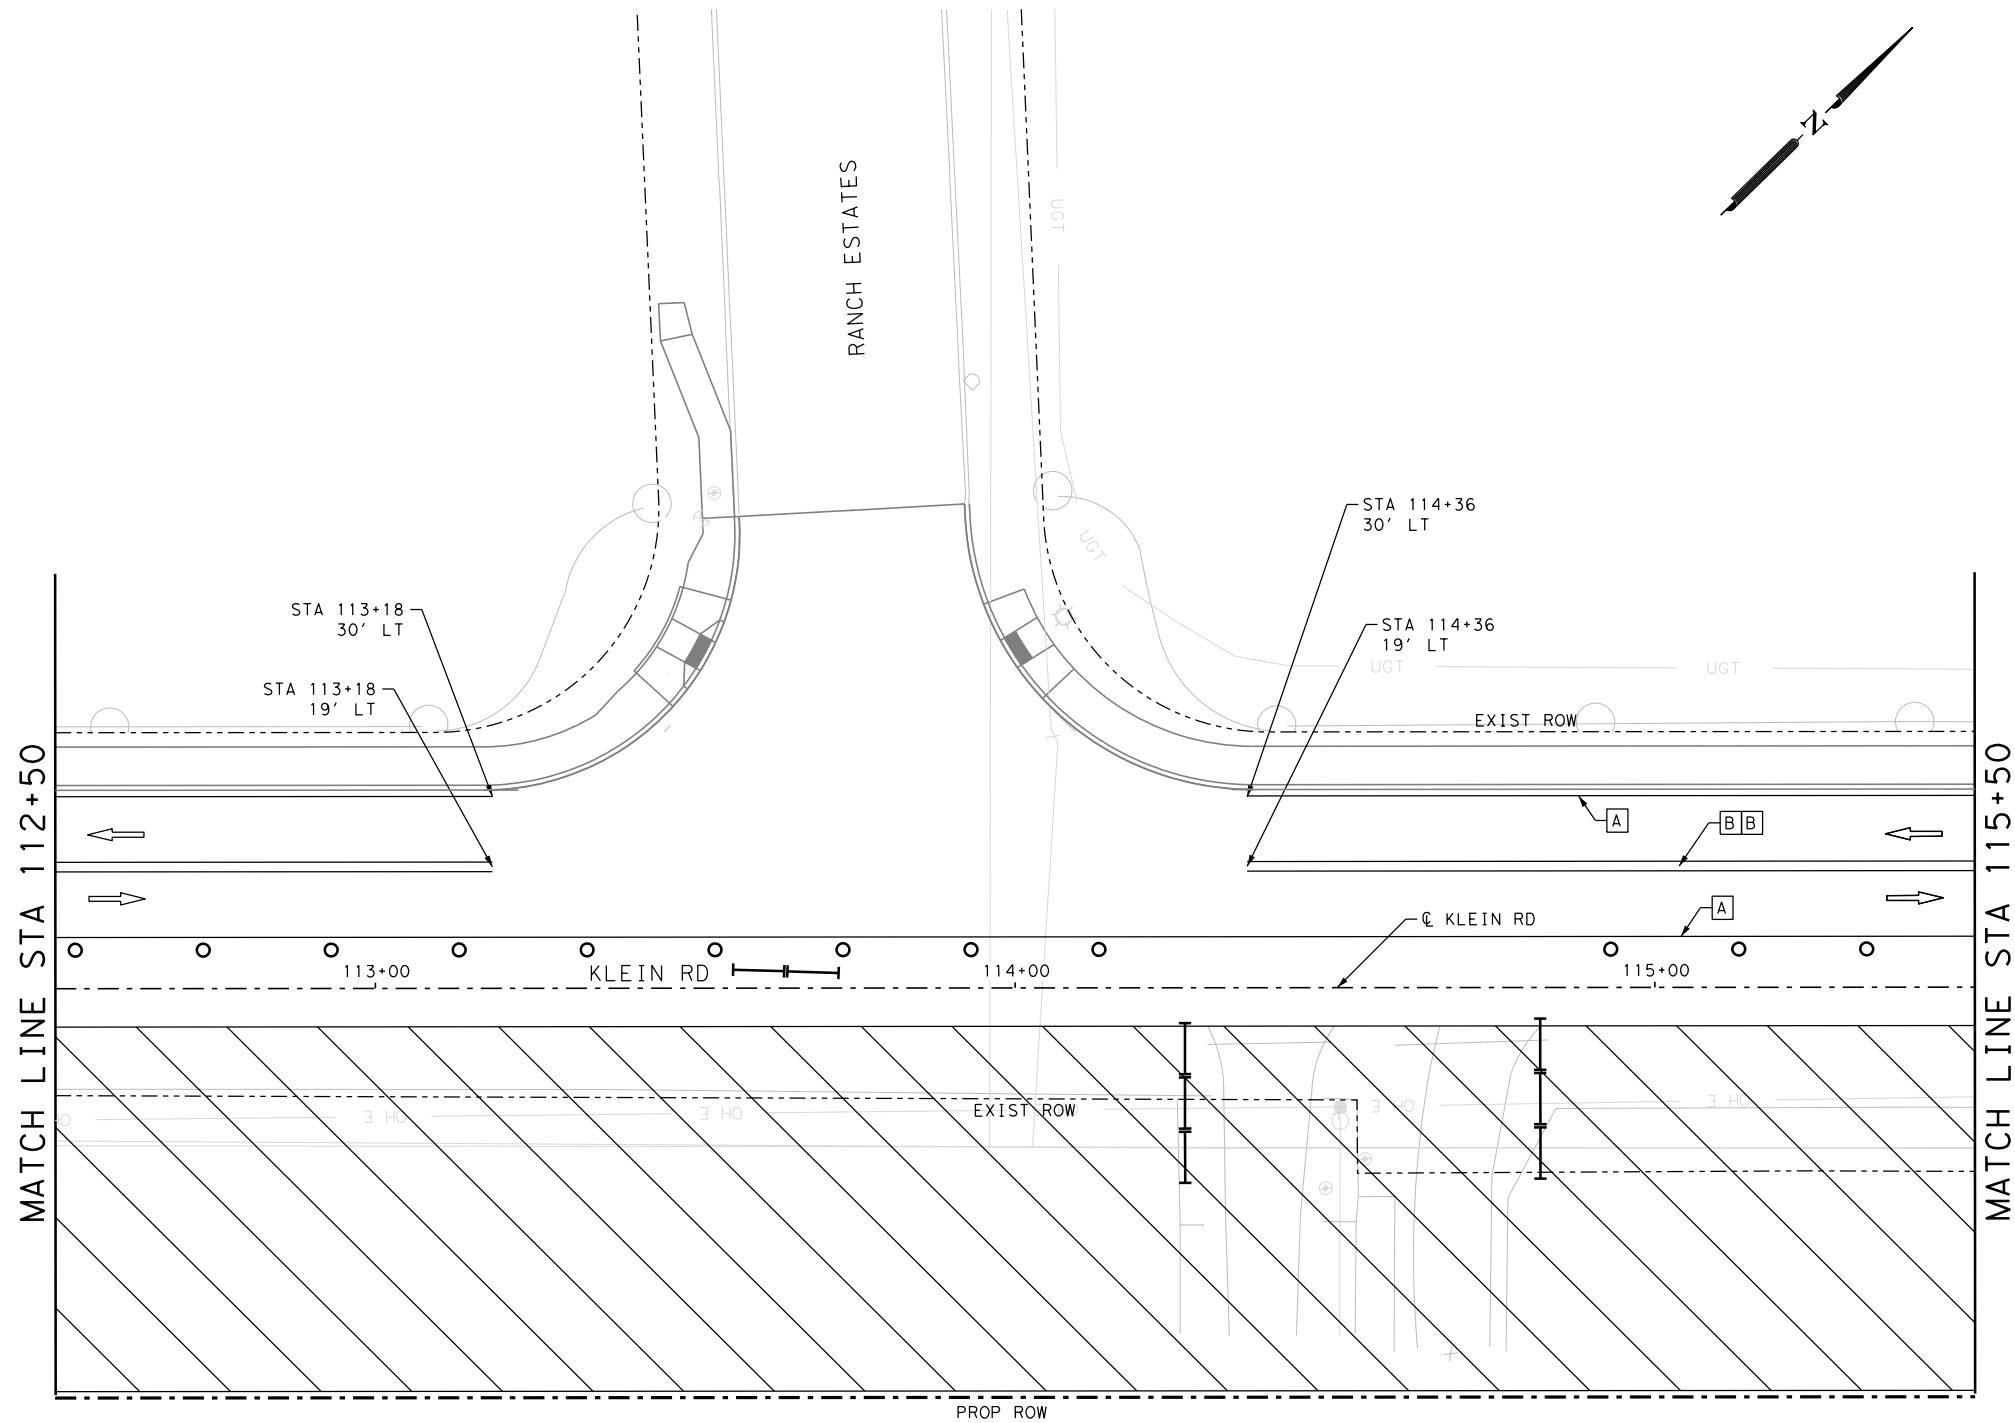 N
RANCH ESTATES
UGT
STA 114+36
30' LT
UGT
STA 113+18
30' LT
STA 114+36
19' LT
UGT
UGT
STA 113+18
19' LT
EXIST ROW
A
B B
A
℄ KLEIN RD
113+00
KLEIN RD
114+00
115+00
MATCH LINE STA 112+50
MATCH LINE STA 115+50
HO
OH E
OH E
EXIST ROW
OH E
OH E
PROP ROW